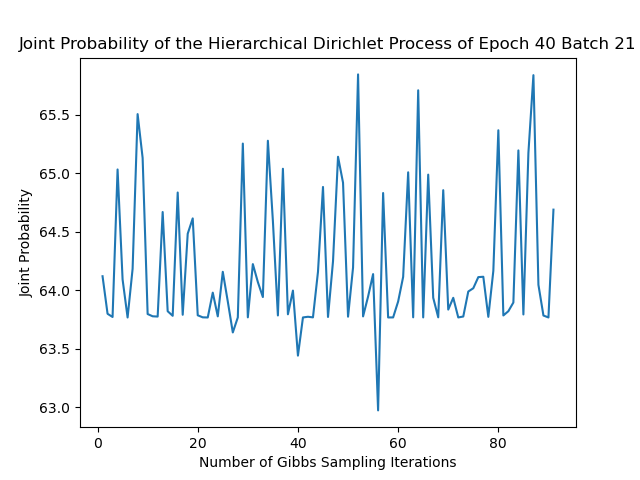 Joint Probability of the Hierarchical Dirichlet Process of Epoch 40 Batch 21
65.5
65.0
64.5
64.0
63.5
63.0
Joint Probability
0 20 40 60 80
Number of Gibbs Sampling Iterations